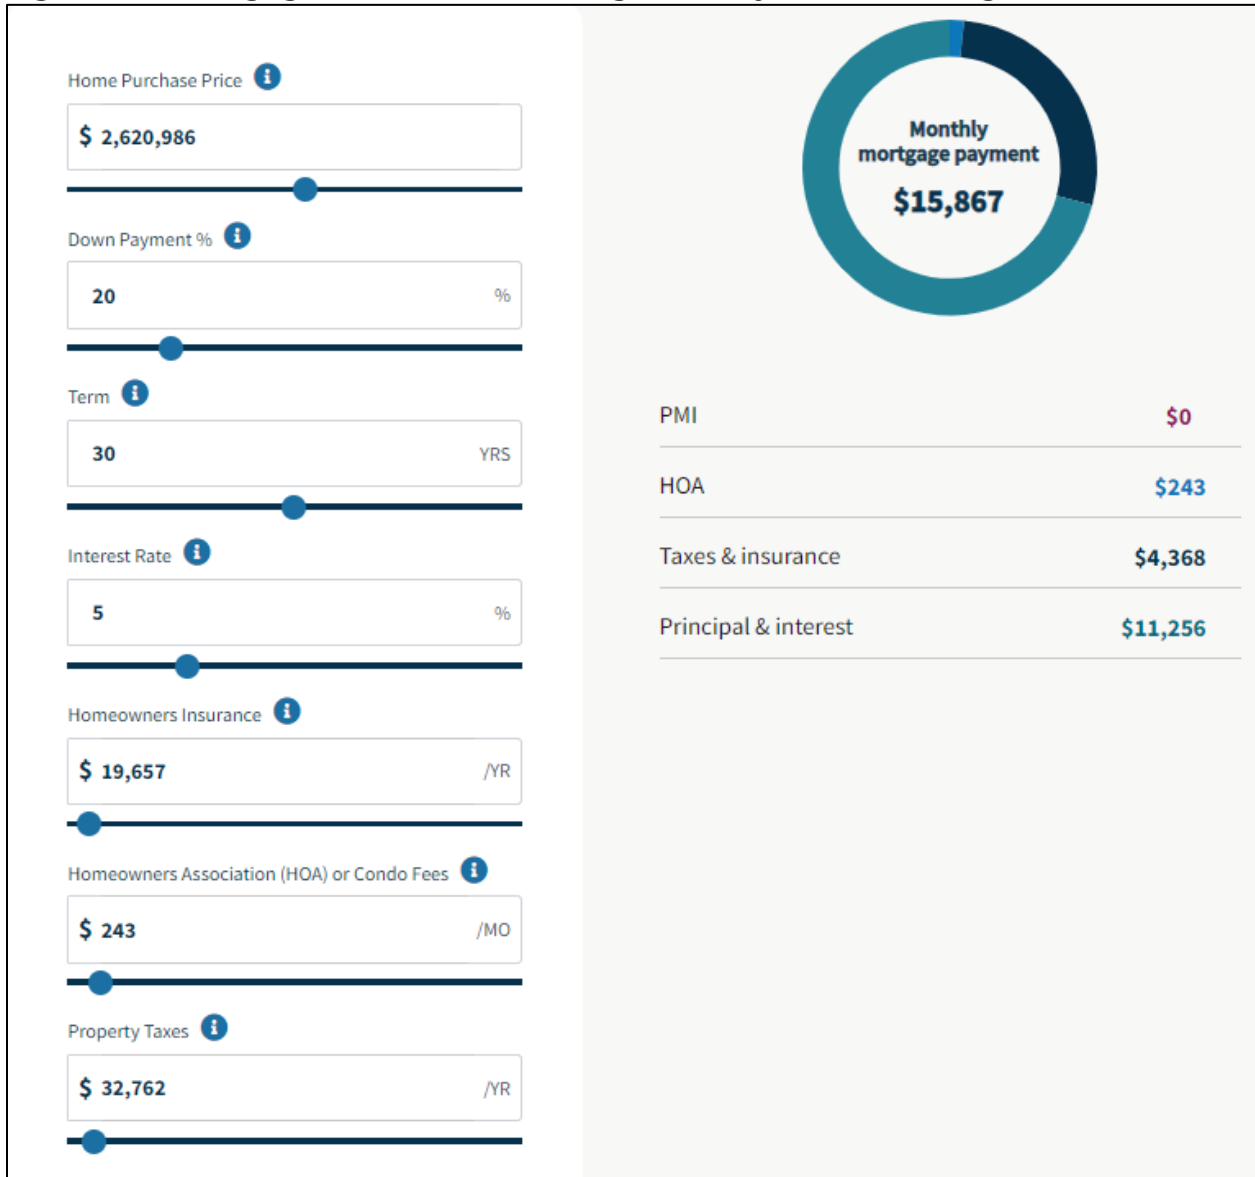 Home Purchase Price
$ 2,620,986
Down Payment %
20 %
Term
30 YRS
Interest Rate
5 %
Homeowners Insurance
$ 19,657 /YR
Homeowners Association (HOA) or Condo Fees
$ 243 /MO
Property Taxes
$ 32,762 /YR
Monthly
mortgage payment
$15,867
PMI $0
HOA $243
Taxes & insurance $4,368
Principal & interest $11,256